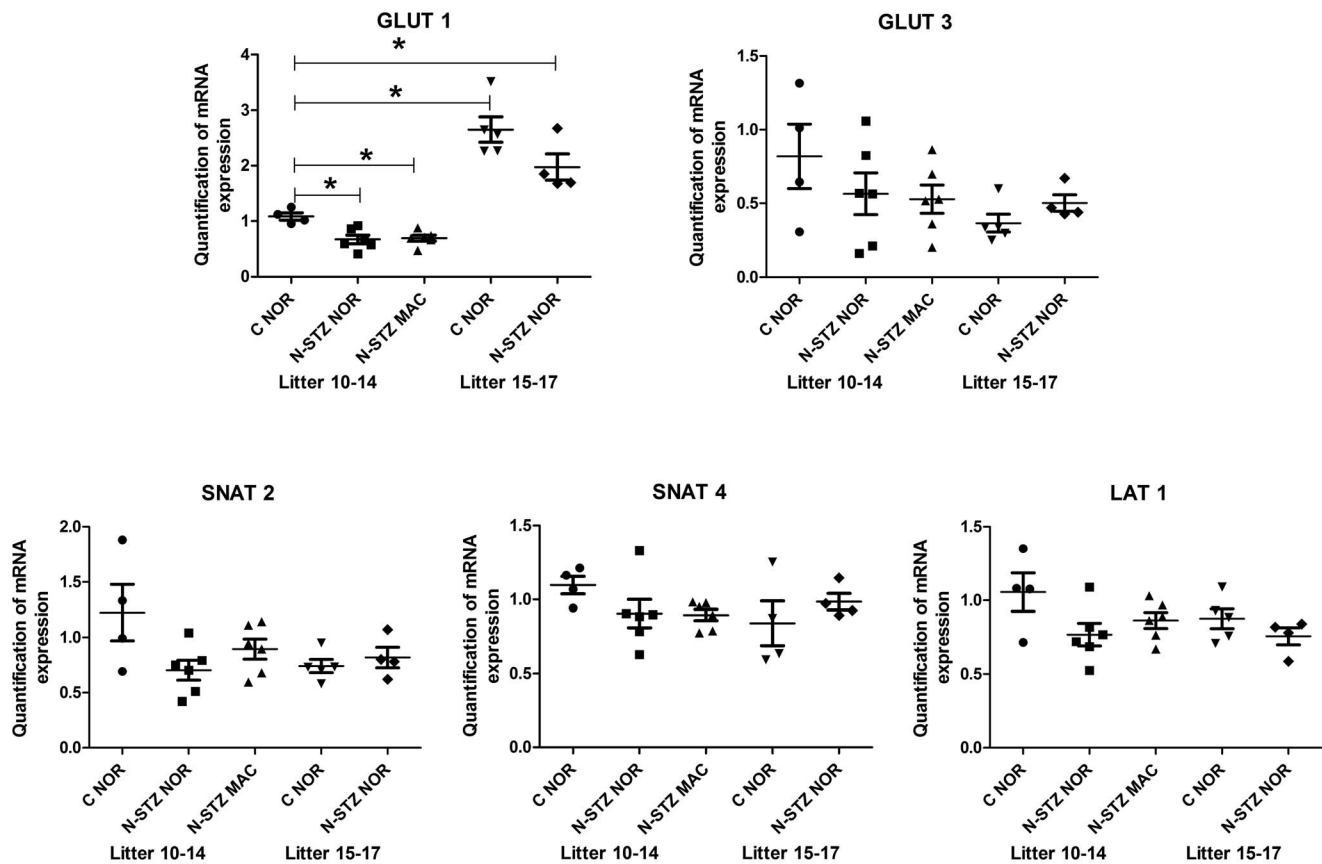 GLUT 1
Quantification of mRNA
expression
4
3
2
1
0
*
*
*
*
C NOR
N-STZ NOR
N-STZ MAC
C NOR
N-STZ NOR
Litter 10-14
Litter 15-17
GLUT 3
Quantification of mRNA
expression
1.5
1.0
0.5
0.0
C NOR
N-STZ NOR
N-STZ MAC
C NOR
N-STZ NOR
Litter 10-14
Litter 15-17
SNAT 2
Quantification of mRNA
expression
2.0
1.5
1.0
0.5
0.0
C NOR
N-STZ NOR
N-STZ MAC
C NOR
N-STZ NOR
Litter 10-14
Litter 15-17
SNAT 4
Quantification of mRNA
expression
1.5
1.0
0.5
0.0
C NOR
N-STZ NOR
N-STZ MAC
C NOR
N-STZ NOR
Litter 10-14
Litter 15-17
LAT 1
Quantification of mRNA
expression
1.5
1.0
0.5
0.0
C NOR
N-STZ NOR
N-STZ MAC
C NOR
N-STZ NOR
Litter 10-14
Litter 15-17